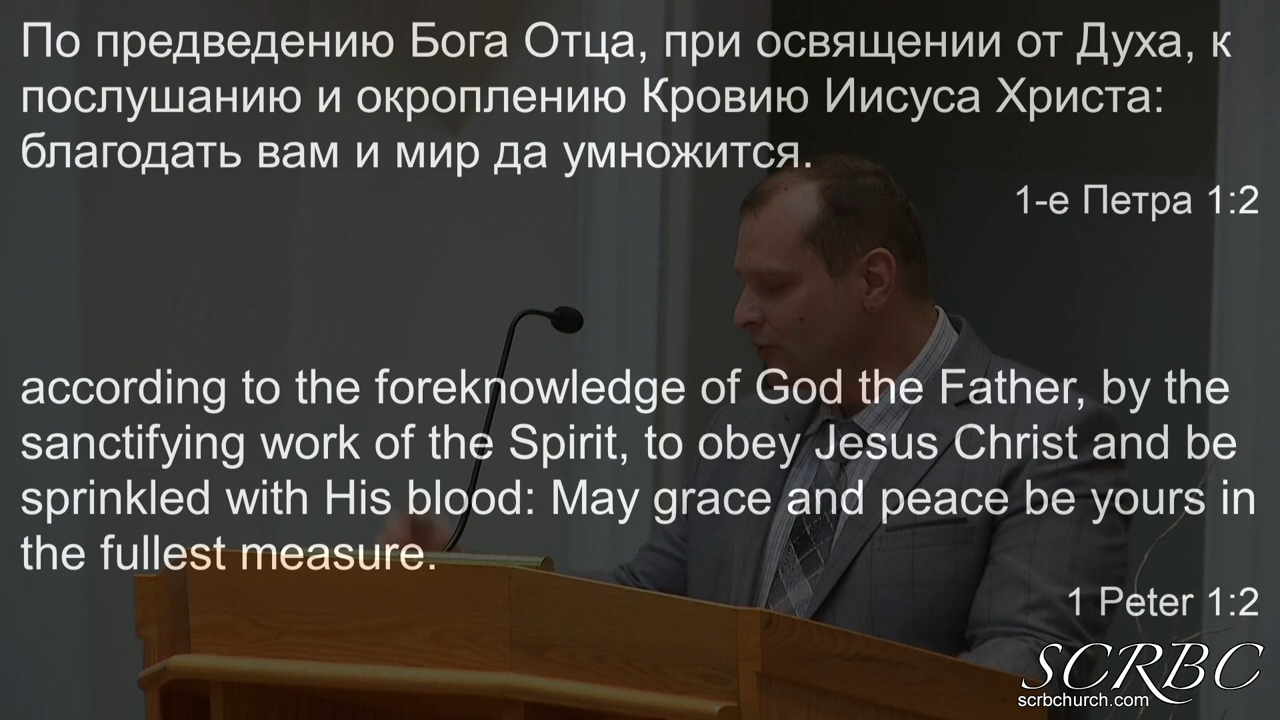 По предведению Бога Отца, при освящении от Духа, к
послушанию и окроплению Кровию Иисуса Христа:
благодать вам и мир да умножится.
1-е Петра 1:2
according to the foreknowledge of God the Father, by the
sanctifying work of the Spirit, to obey Jesus Christ and be
sprinkled with His blood: May grace and peace be yours in
the fullest measure.
1 Peter 1:2
SCRBC
scrbchurch.com